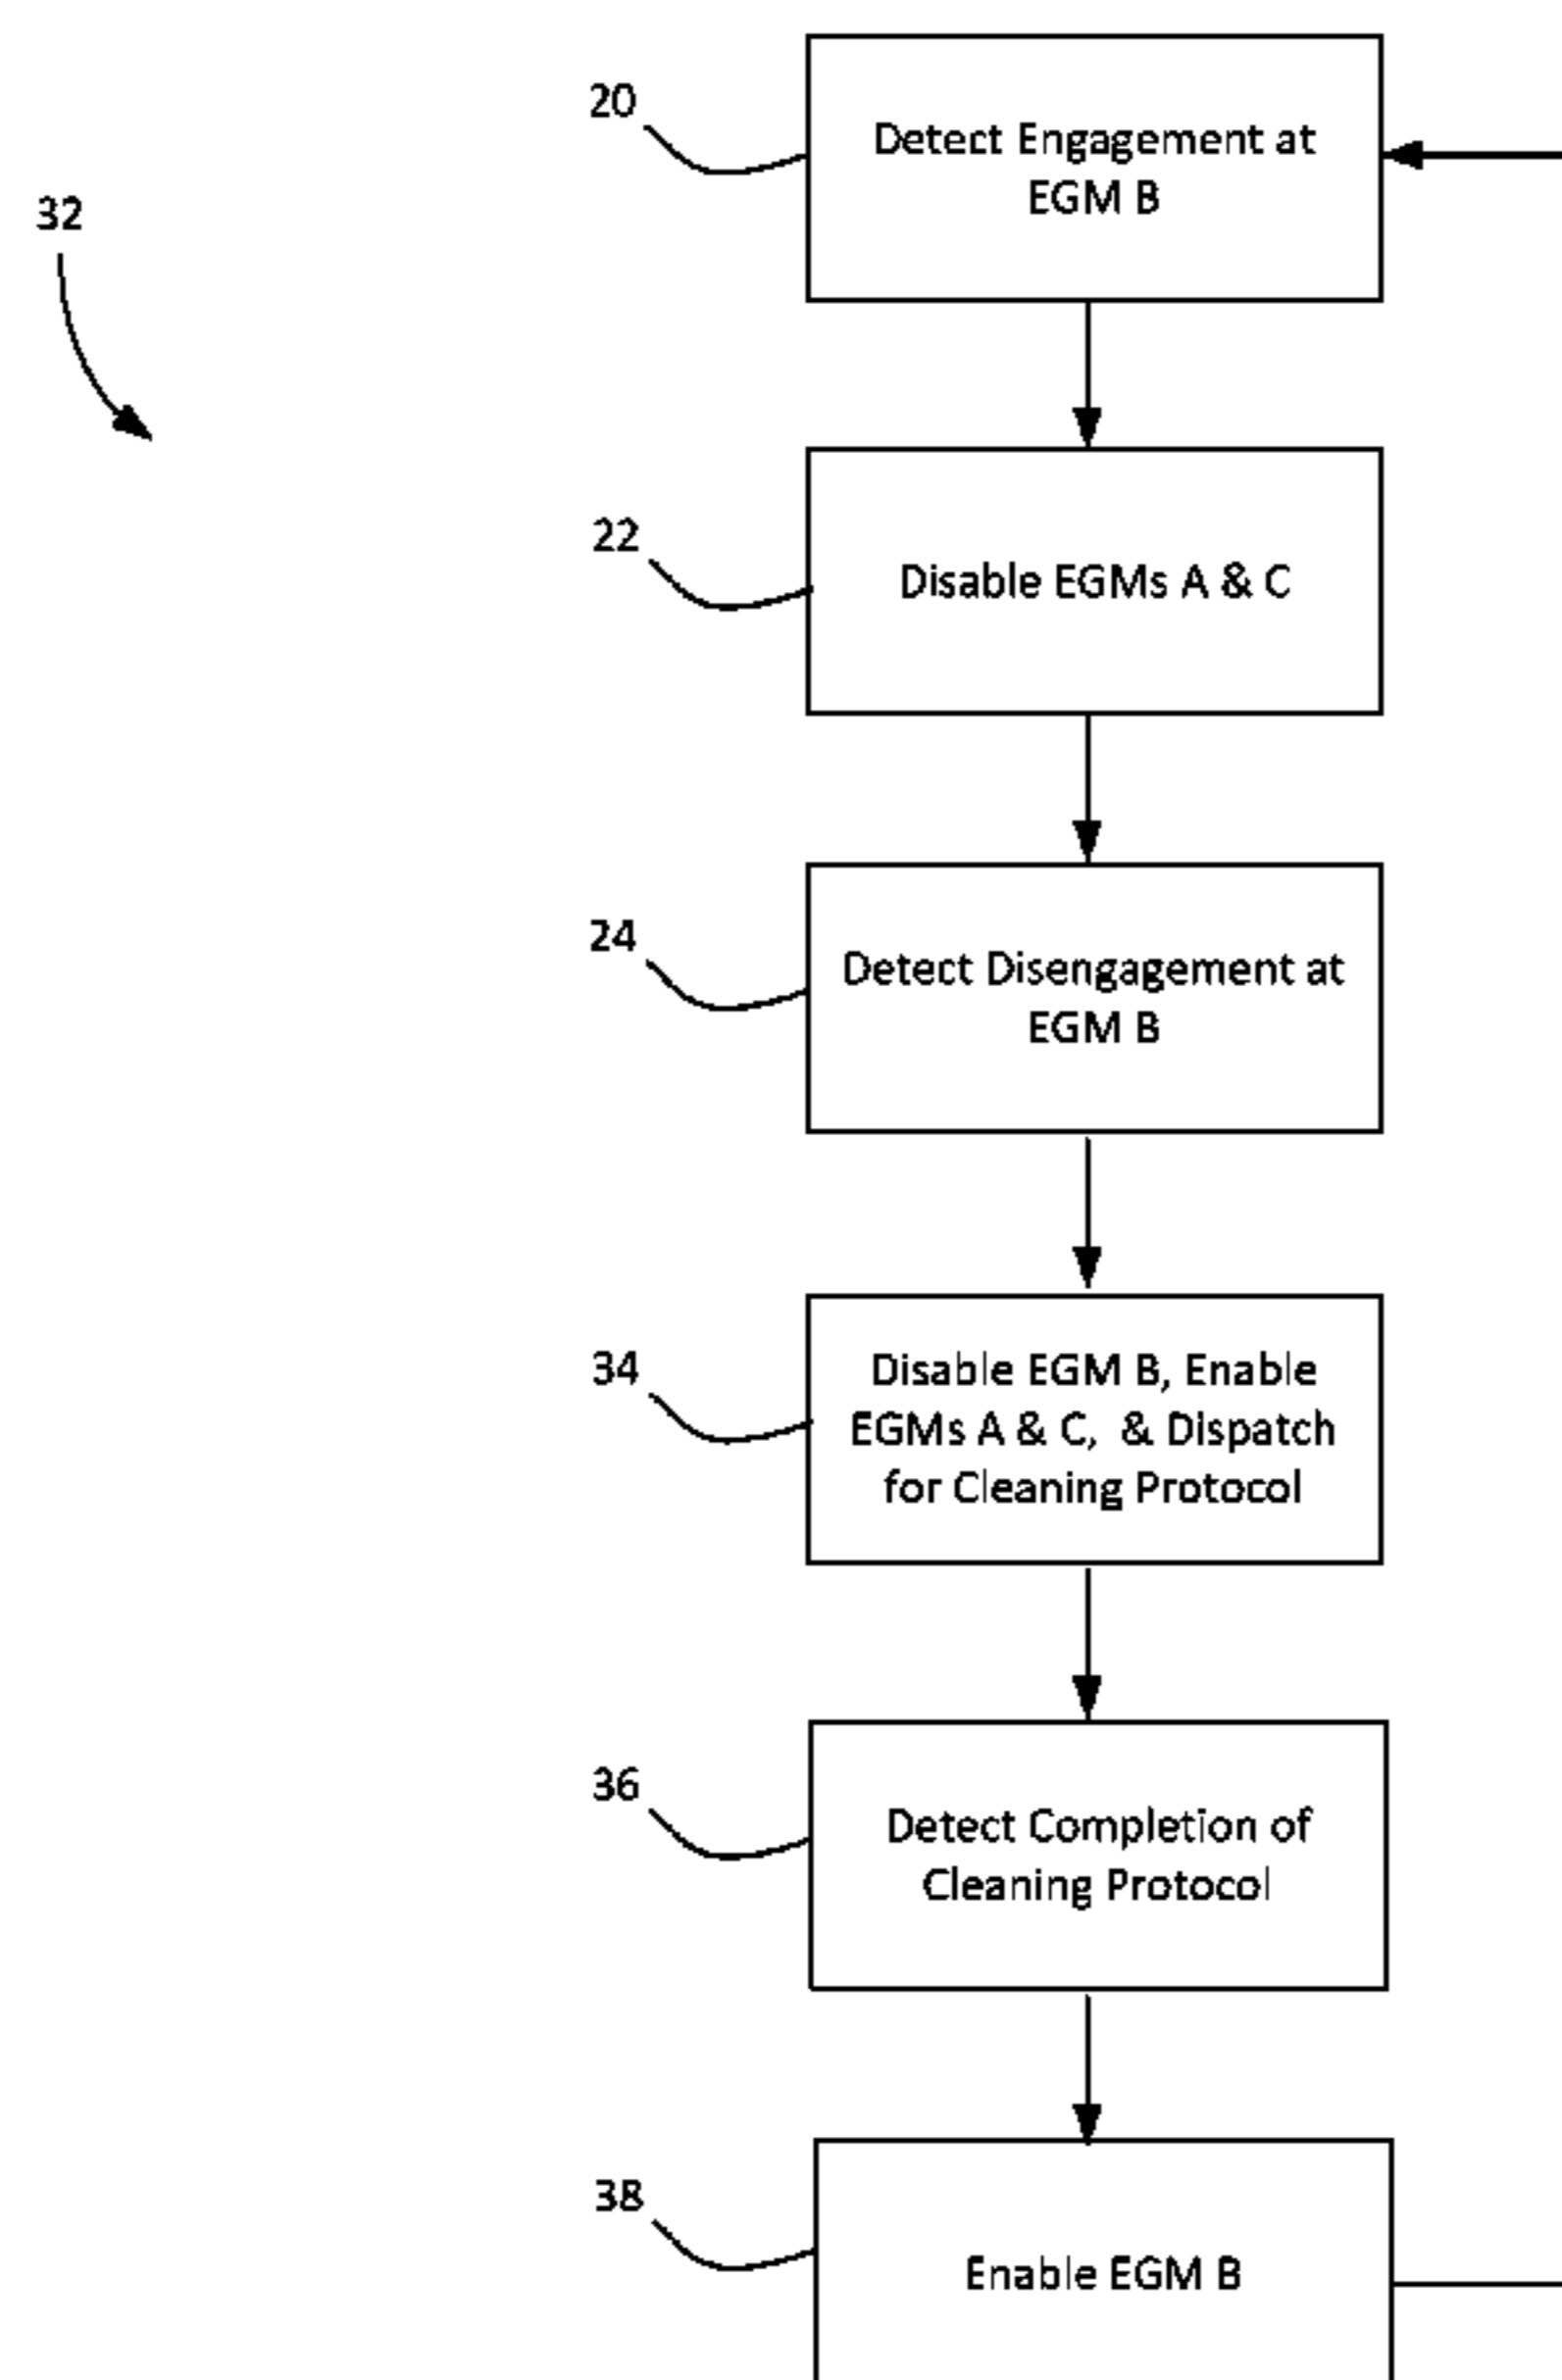 20
Detect Engagement at
EGM B
32
22
Disable EGMs A & C
24
Detect Disengagement at
EGM B
34
Disable EGM B, Enable
EGMs A & C, & Dispatch
for Cleaning Protocol
36
Detect Completion of
Cleaning Protocol
38
Enable EGM B